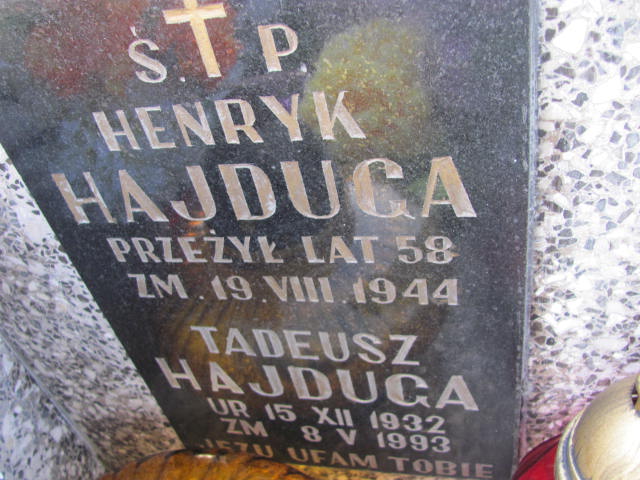 Ś. P.
HENRYK
HAJDUGA
PRZEŻYŁ LAT 58
ZM. 19. VIII. 1944
TADEUSZ
HAJDUGA
UR 15 XII 1932
ZM 8 V 1993
JEZU UFAM TOBIE